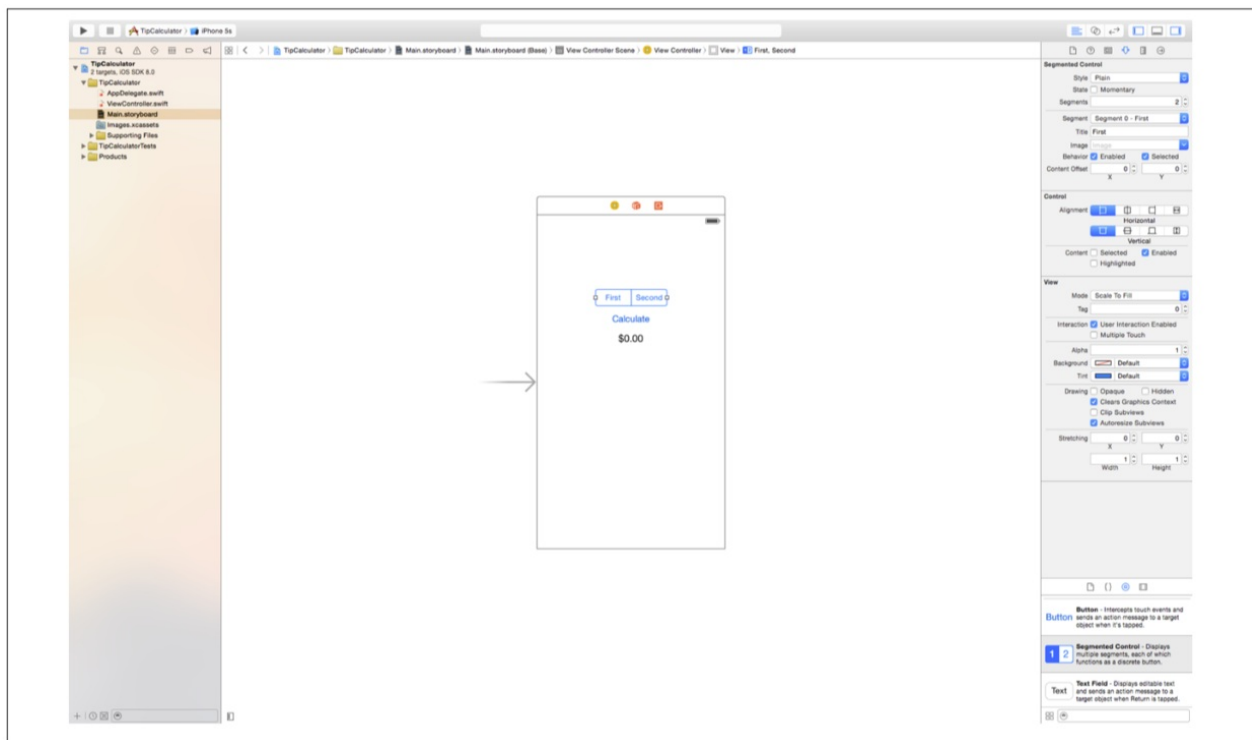 TipCalculator iPhone 5s
TipCalculator TipCalculator Main.storyboard Main.storyboard (Base) View Controller Scene View Controller View First, Second
TipCalculator
2 targets, iOS SDK 8.0
TipCalculator
AppDelegate.swift
ViewController.swift
Main.storyboard
Images.xcassets
Supporting Files
TipCalculatorTests
Products
First Second
Calculate
$0.00
Segmented Control
Style Plain
State Momentary
Segments 2
Segment Segment 0 - First
Title First
Image Image
Behavior Enabled Selected
Content Offset 0 0
X Y
Control
Alignment
Horizontal
Vertical
Content Selected Enabled
Highlighted
View
Mode Scale To Fill
Tag 0
Interaction User Interaction Enabled
Multiple Touch
Alpha 1
Background Default
Tint Default
Drawing Opaque Hidden
Clears Graphics Context
Clip Subviews
Autoresize Subviews
Stretching 0 0
X Y
1 1
Width Height
Button
Button - Intercepts touch events and
sends an action message to a target
object when it's tapped.
1 2
Segmented Control - Displays
multiple segments, each of which
functions as a discrete button.
Text
Text Field - Displays editable text
and sends an action message to a
target object when Return is tapped.